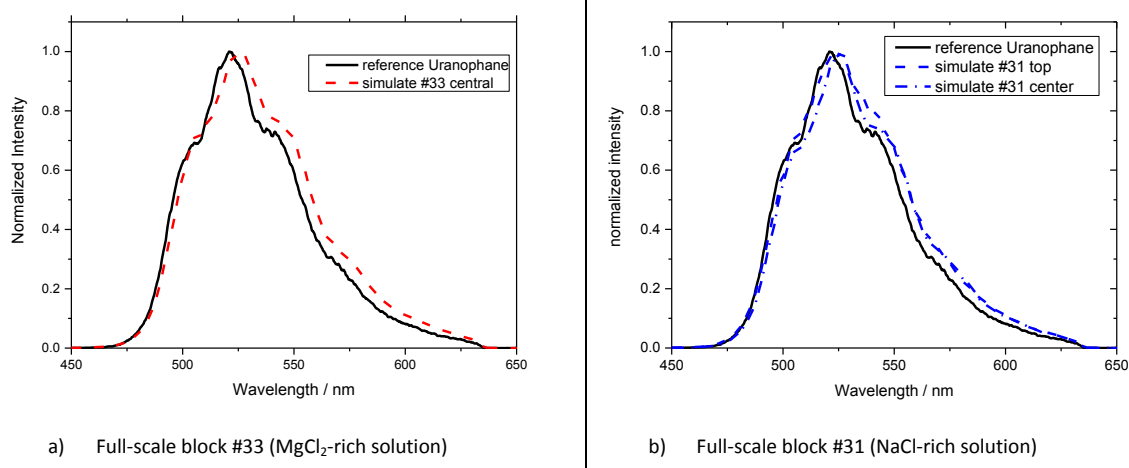 1.0
0.8
0.6
0.4
0.2
0.0
Normalized Intensity
reference Uranophane
simulate #33 central
450 500 550 600 650
Wavelength / nm
a) Full-scale block #33 (MgCl₂-rich solution)
1.0
0.8
0.6
0.4
0.2
0.0
normalized intensity
reference Uranophane
simulate #31 top
simulate #31 center
450 500 550 600 650
Wavelength / nm
b) Full-scale block #31 (NaCl-rich solution)